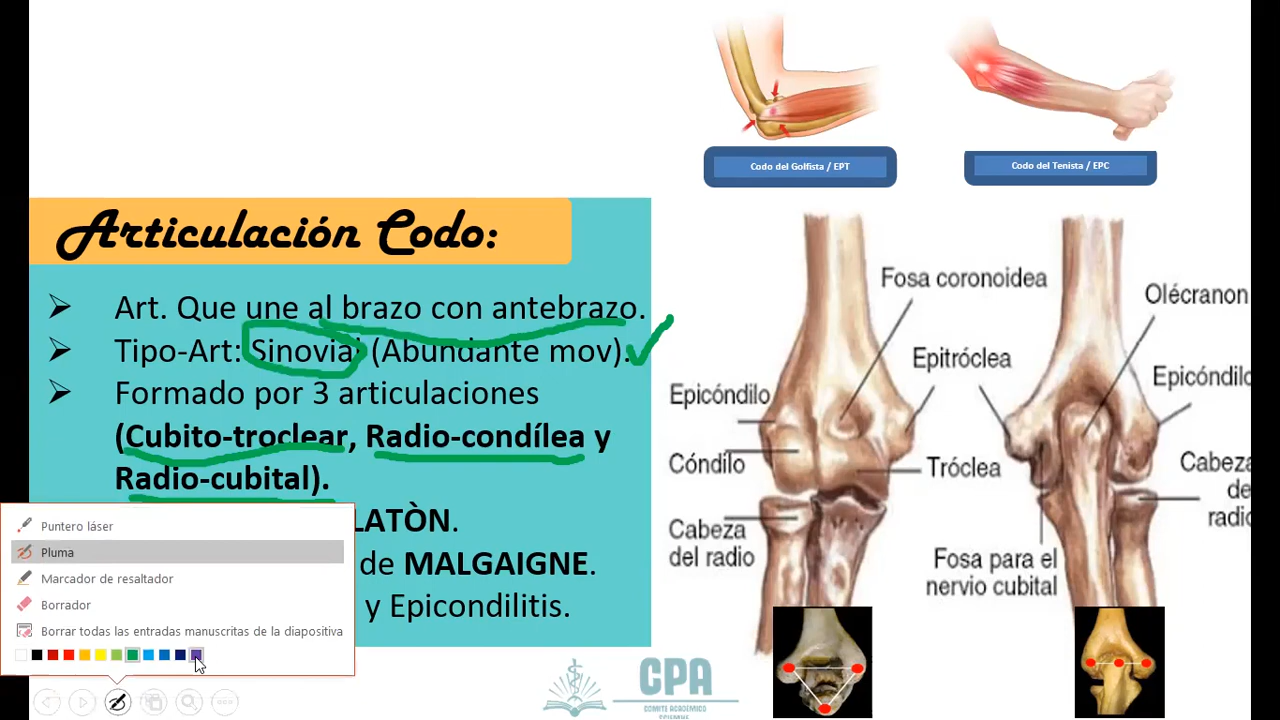 Codo del Golfista / EPT
Codo del Tenista / EPC
Articulación Codo:
Art. Que une al brazo con antebrazo.
Tipo-Art: Sinovial (Abundante mov).
Formado por 3 articulaciones
(Cubito-troclear, Radio-condílea y
Radio-cubital).
LATÒN.
de MALGAIGNE.
y Epicondilitis.
Fosa coronoidea
Olécranon
Epitróclea
Epicóndilo
Epicóndilo
Cóndilo
Tróclea
Cabeza
de
radio
Cabeza
del radio
Fosa para el
nervio cubital
Puntero láser
Pluma
Marcador de resaltador
Borrador
Borrar todas las entradas manuscritas de la diapositiva
CPA
COMITE ACADEMICO